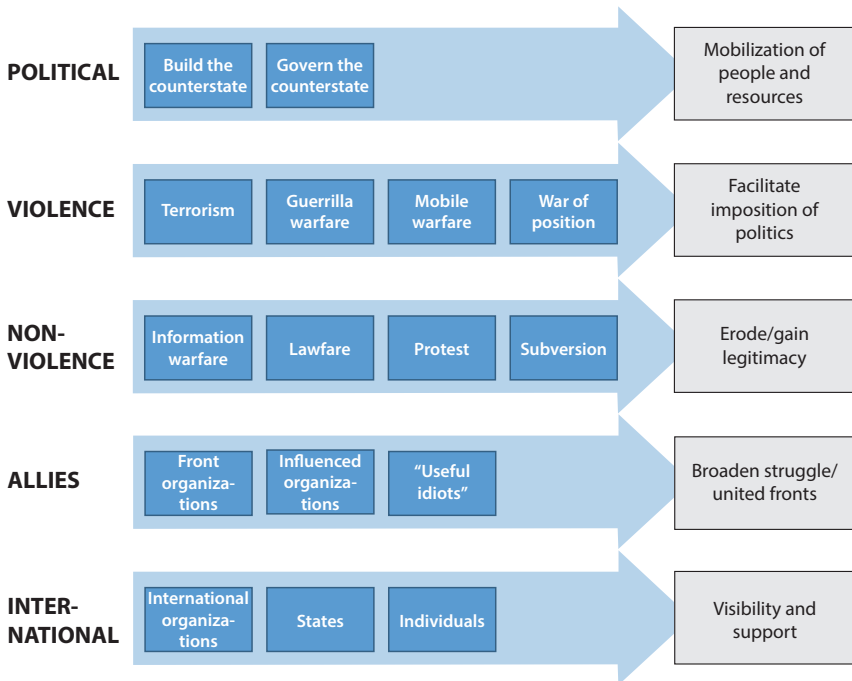 POLITICAL
Build the
counterstate
Govern the
counterstate
Mobilization of
people and
resources
VIOLENCE
Terrorism
Guerrilla
warfare
Mobile
warfare
War of
position
Facilitate
imposition of
politics
NON-
VIOLENCE
Information
warfare
Lawfare
Protest
Subversion
Erode/gain
legitimacy
ALLIES
Front
organiza-
tions
Influenced
organiza-
tions
“Useful
idiots”
Broaden struggle/
united fronts
INTER-
NATIONAL
International
organiza-
tions
States
Individuals
Visibility and
support